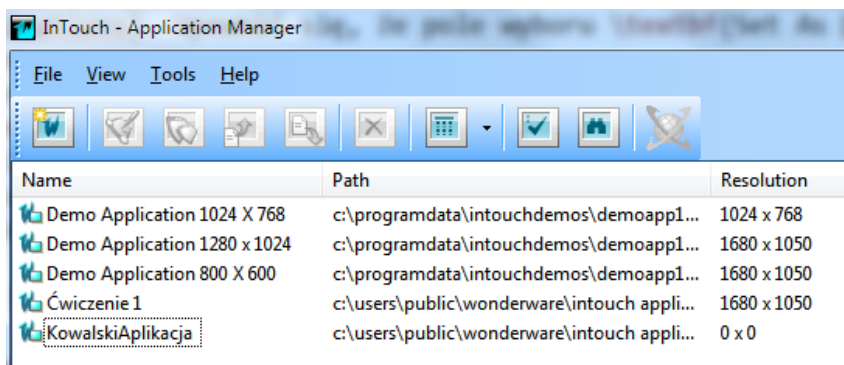 InTouch - Application Manager
File View Tools Help
Name Path Resolution
Demo Application 1024 X 768 c:\programdata\intouchdemos\demoapp1... 1024 x 768
Demo Application 1280 x 1024 c:\programdata\intouchdemos\demoapp1... 1680 x 1050
Demo Application 800 X 600 c:\programdata\intouchdemos\demoapp1... 1680 x 1050
Ćwiczenie 1 c:\users\public\wonderware\intouch appli... 1680 x 1050
KowalskiAplikacja c:\users\public\wonderware\intouch appli... 0 x 0